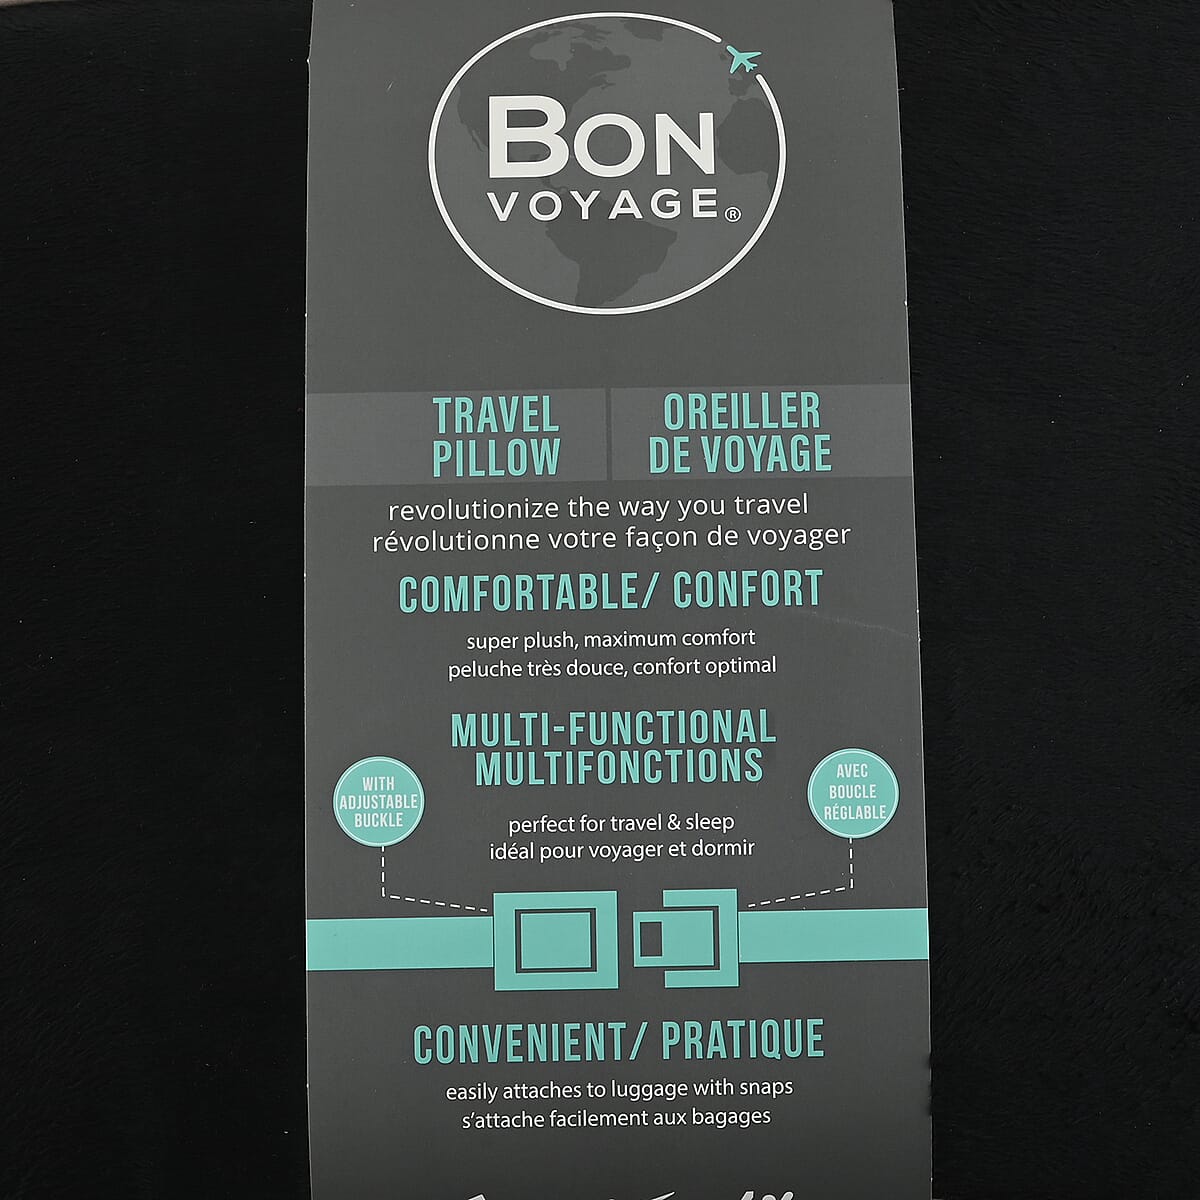 BON
VOYAGE®
TRAVEL
PILLOW
OREILLER
DE VOYAGE
revolutionize the way you travel
révolutionne votre façon de voyager
COMFORTABLE/ CONFORT
super plush, maximum comfort
peluche très douce, confort optimal
MULTI-FUNCTIONAL
MULTIFONCTIONS
WITH
ADJUSTABLE
BUCKLE
AVEC
BOUCLE
RÉGLABLE
perfect for travel & sleep
idéal pour voyager et dormir
CONVENIENT/ PRATIQUE
easily attaches to luggage with snaps
s'attache facilement aux bagages